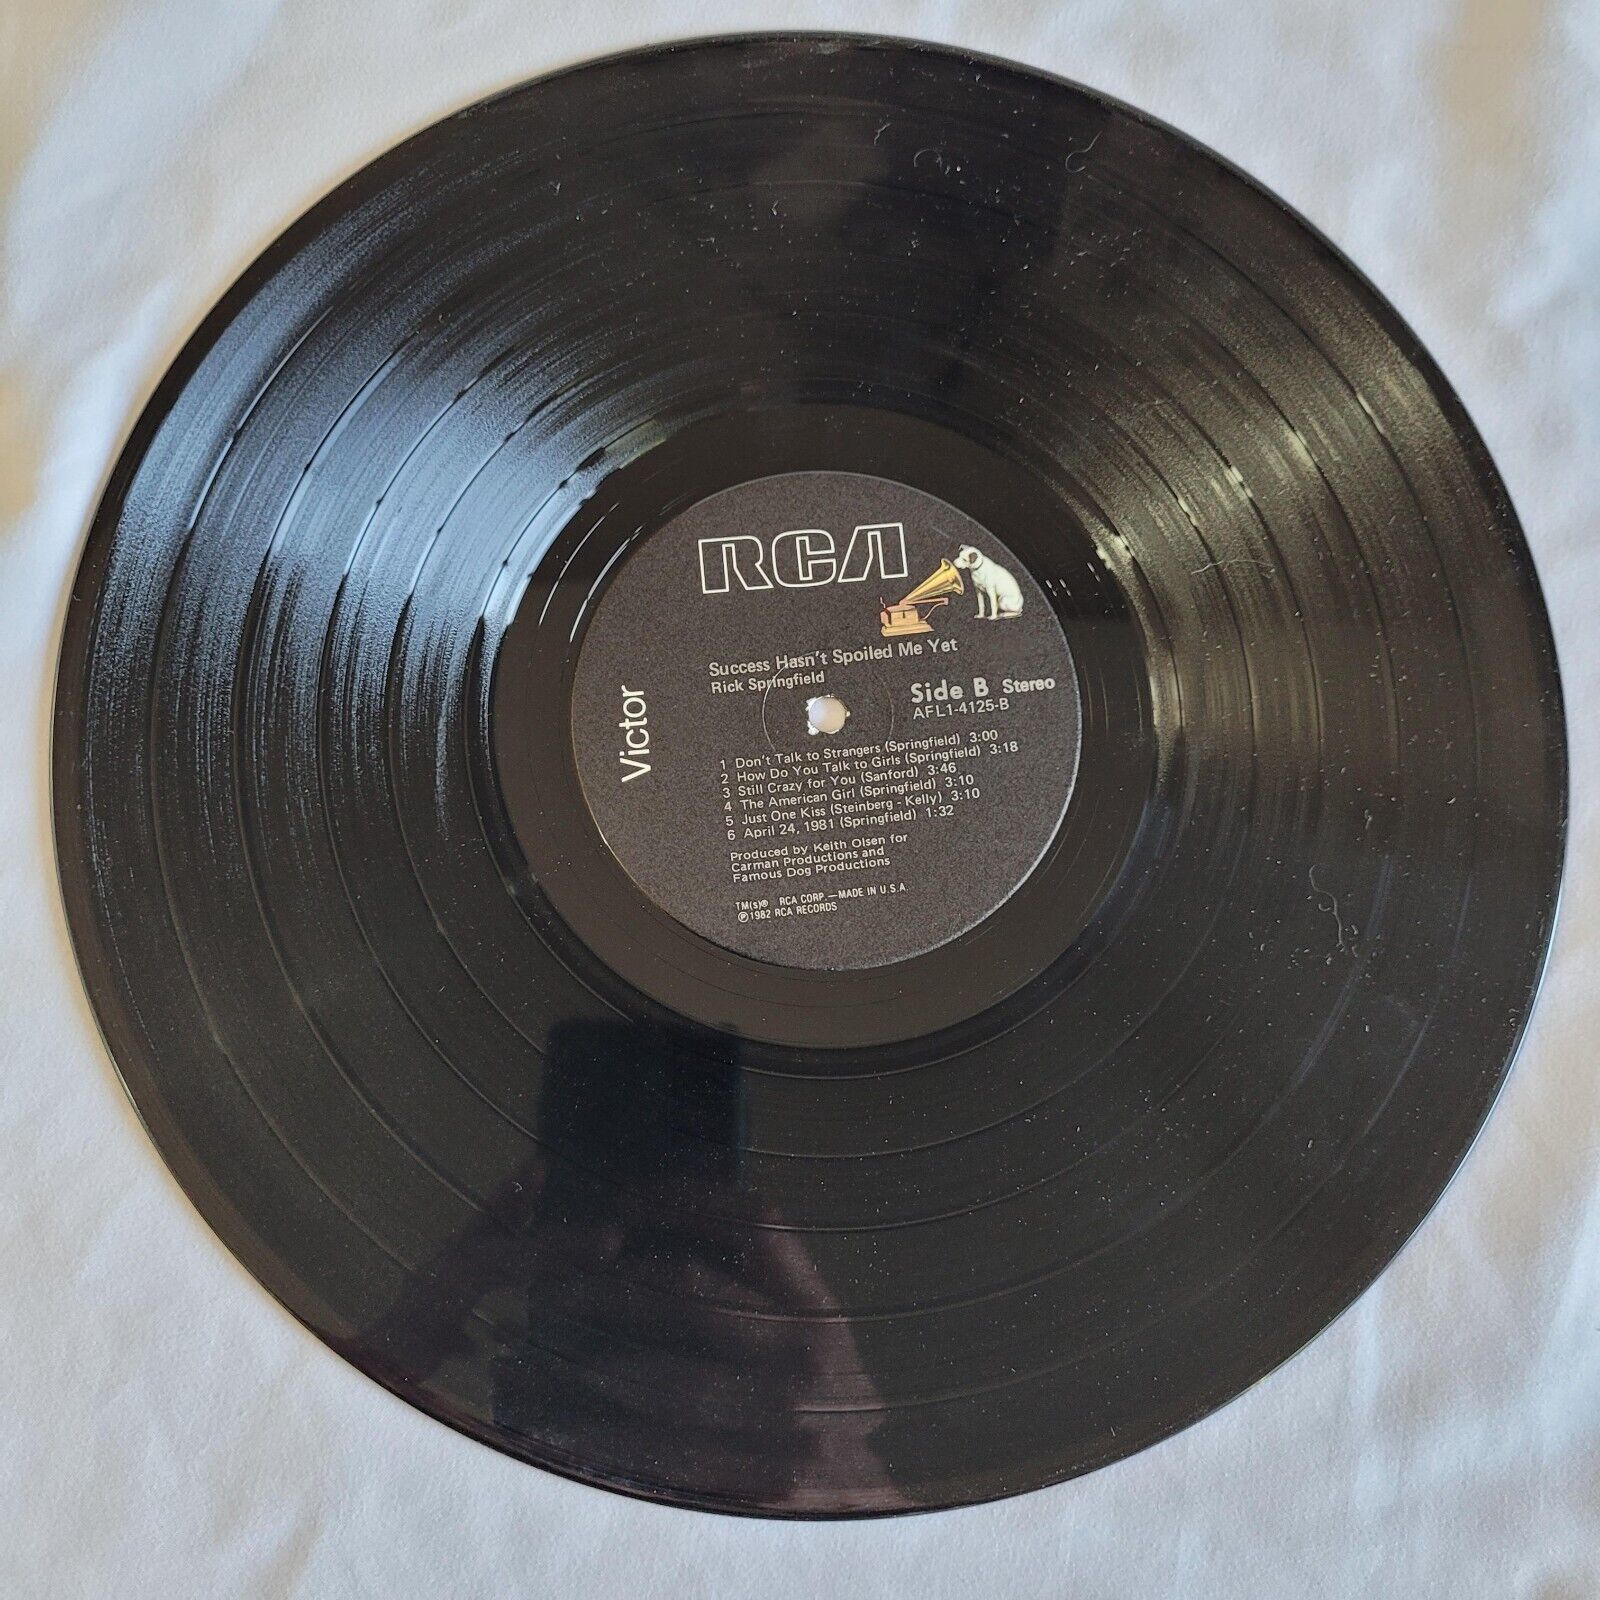 RCA
Success Hasn't Spoiled Me Yet
Rick Springfield
Side B Stereo
AFL1-4125-B
Victor
1 Don't Talk to Strangers (Springfield) 3:00
2 How Do You Talk to Girls (Springfield) 3:18
3 Still Crazy for You (Sanford) 3:46
4 The American Girl (Springfield) 3:10
5 Just One Kiss (Steinberg - Kelly) 3:10
6 April 24, 1981 (Springfield) 1:32
Produced by Keith Olsen for
Carman Productions and
Famous Dog Productions
TM(s)® RCA CORP.—MADE IN U.S.A.
℗1982 RCA RECORDS